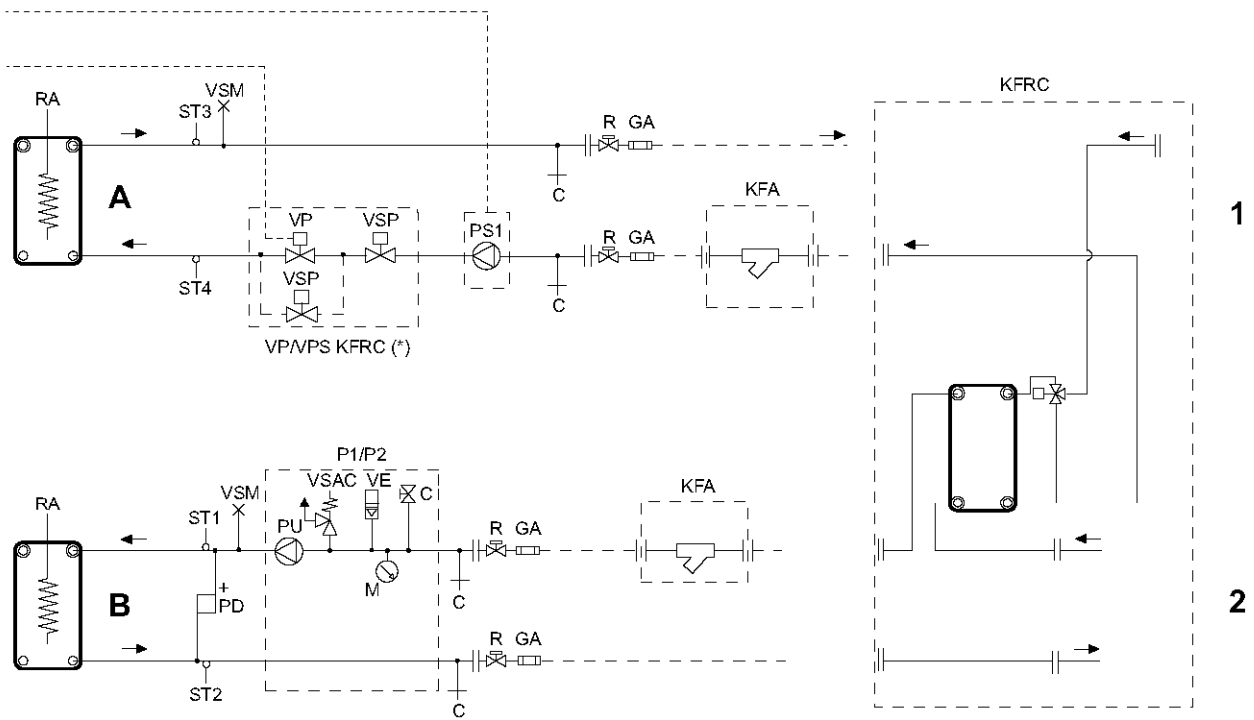 KFRC
RA
ST3
VSM
R GA
A
C
1
VP
VSP
PS1
R GA
KFA
ST4
VSP
C
VP/VPS KFRC (*)
P1/P2
VSAC
VE
C
KFA
RA
ST1
VSM
PU
R GA
M
C
B
+
PD
2
R GA
ST2
C